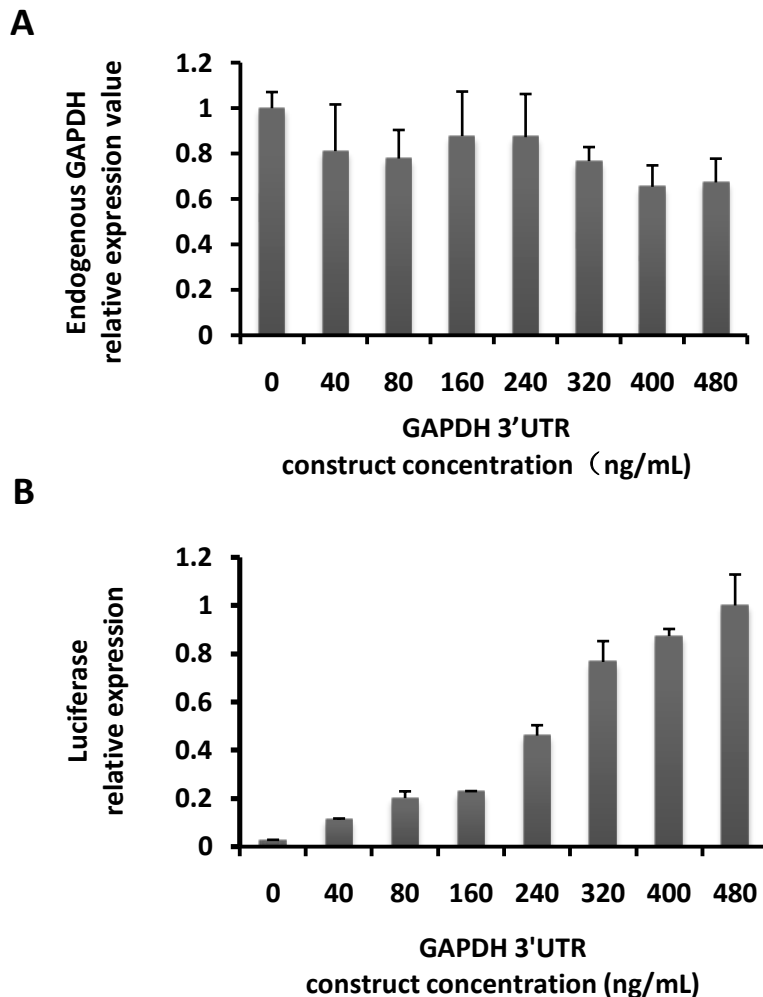 A
Endogenous GAPDH
relative expression value
1.2
1
0.8
0.6
0.4
0.2
0
0 40 80 160 240 320 400 480
GAPDH 3’UTR
construct concentration（ng/mL)
B
Luciferase
relative expression
1.2
1
0.8
0.6
0.4
0.2
0
0 40 80 160 240 320 400 480
GAPDH 3'UTR
construct concentration (ng/mL)